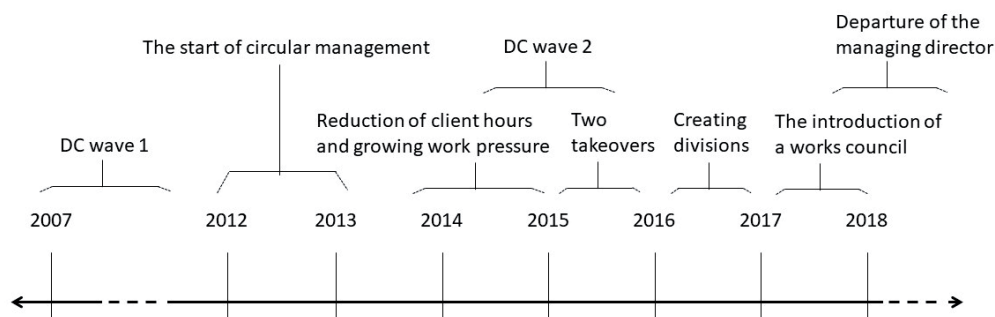 Departure of the
managing director
The start of circular management
DC wave 2
Reduction of client hours
and growing work pressure
Two
takeovers
Creating
divisions
The introduction of
a works council
DC wave 1
2007
2012
2013
2014
2015
2016
2017
2018